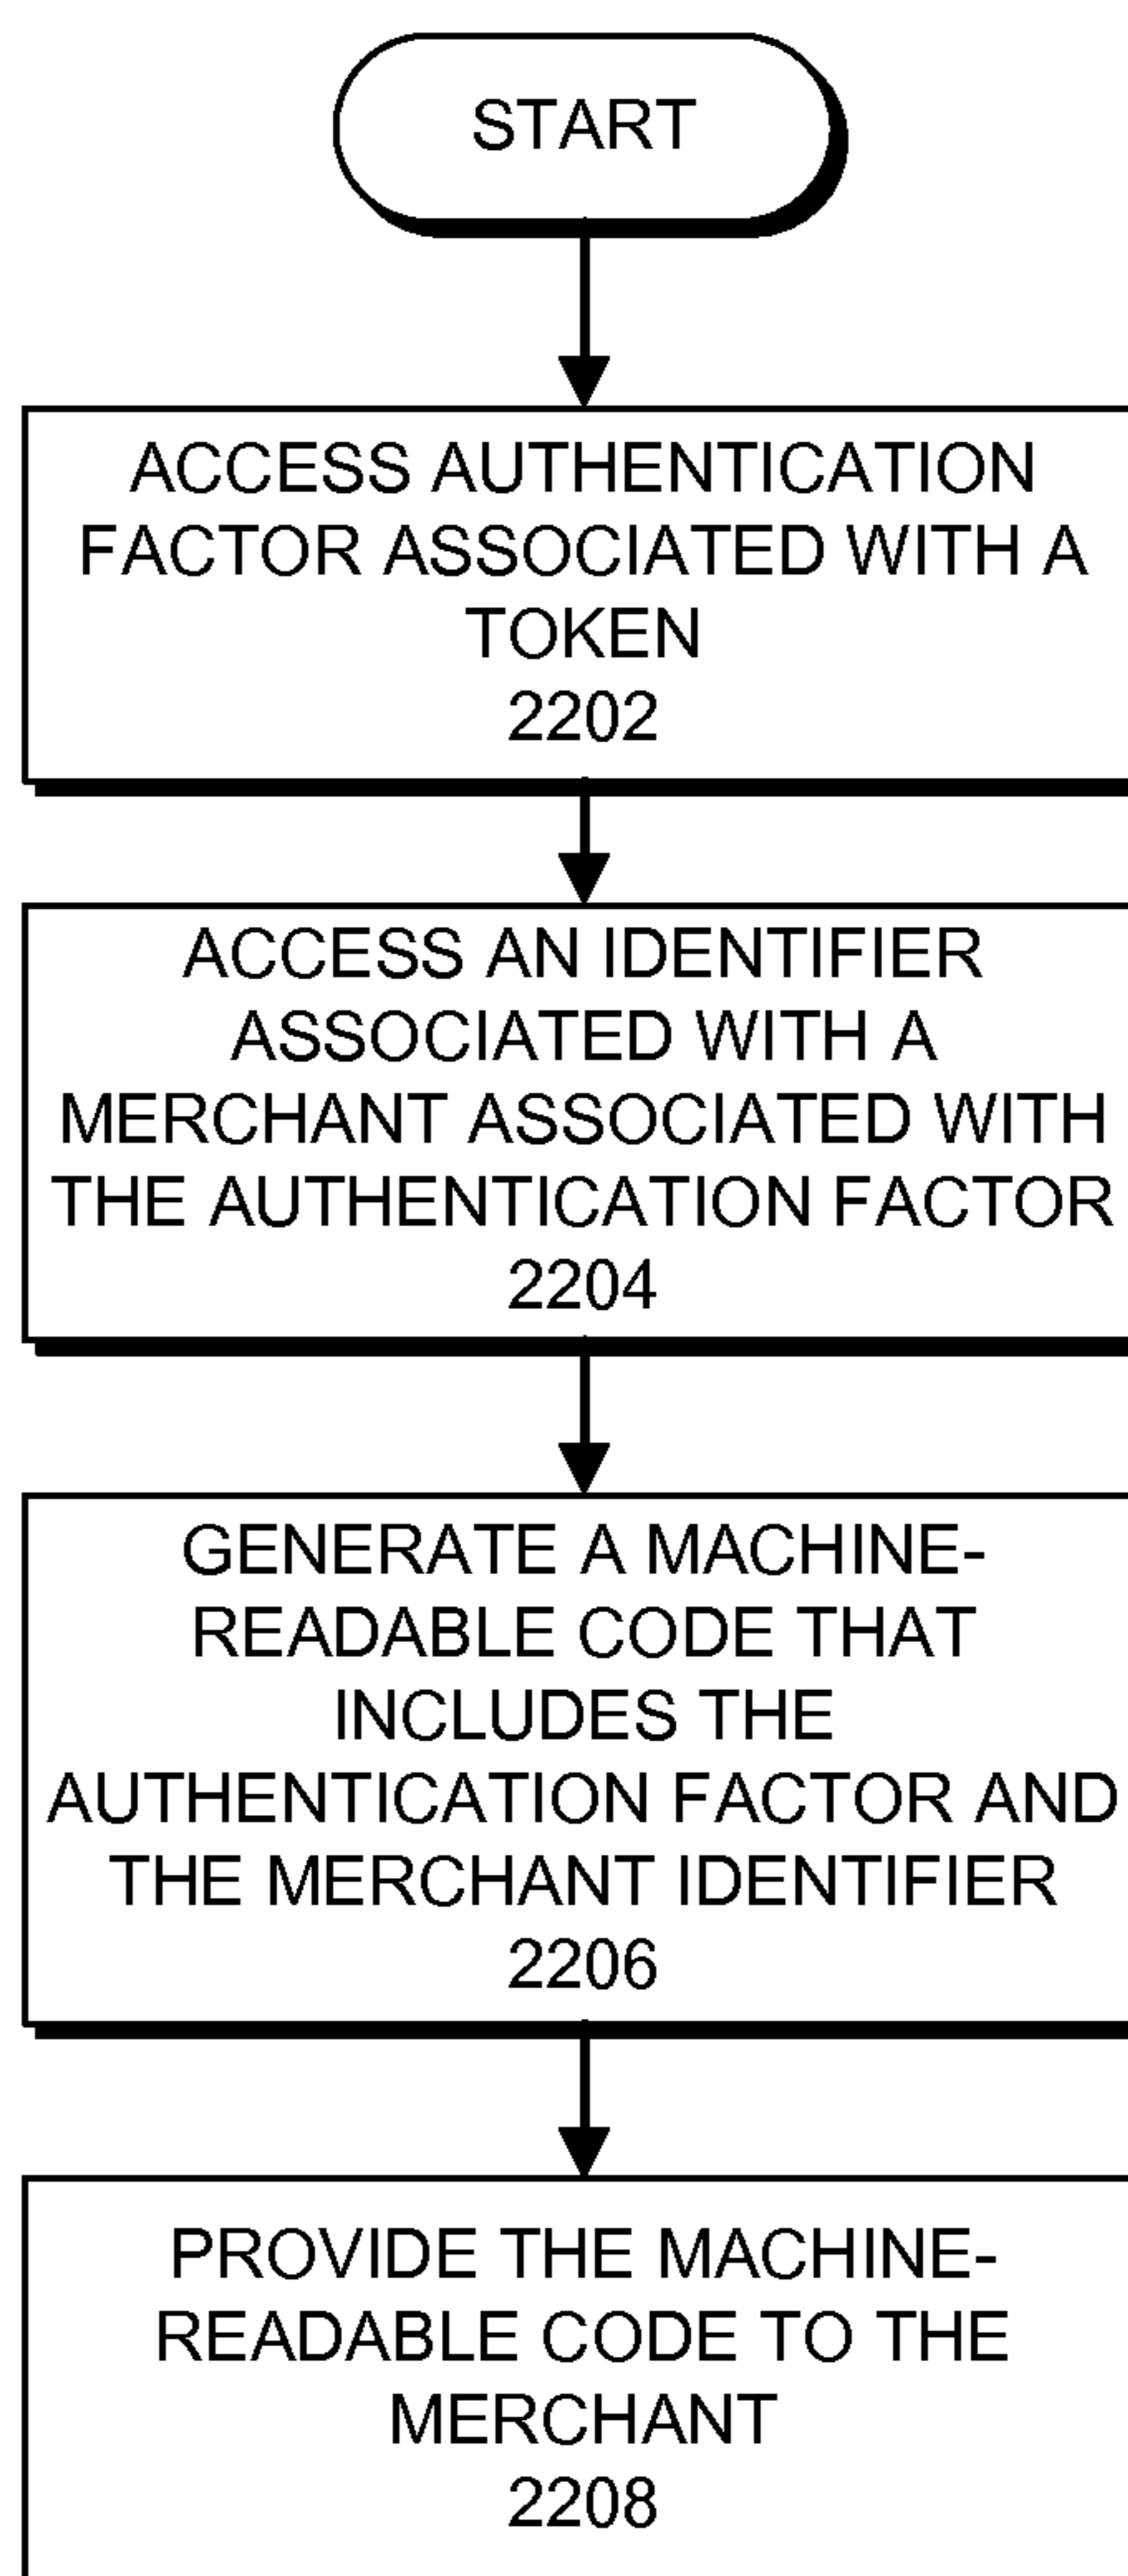 START
ACCESS AUTHENTICATION
FACTOR ASSOCIATED WITH A
TOKEN
2202
ACCESS AN IDENTIFIER
ASSOCIATED WITH A
MERCHANT ASSOCIATED WITH
THE AUTHENTICATION FACTOR
2204
GENERATE A MACHINE-
READABLE CODE THAT
INCLUDES THE
AUTHENTICATION FACTOR AND
THE MERCHANT IDENTIFIER
2206
PROVIDE THE MACHINE-
READABLE CODE TO THE
MERCHANT
2208